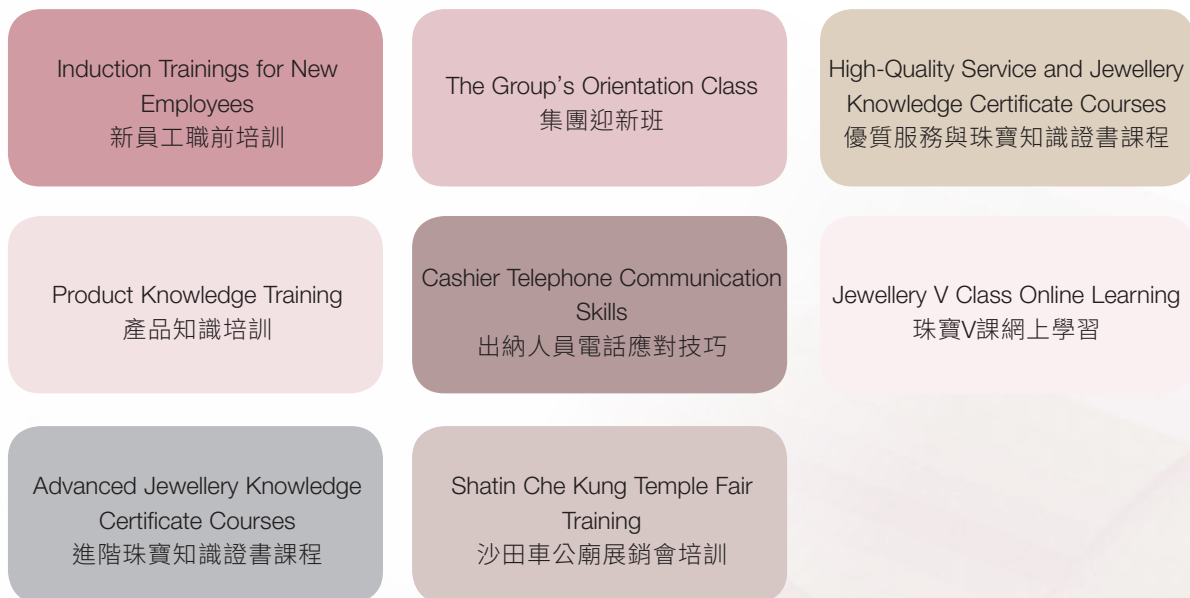 Induction Trainings for New
Employees
新員工職前培訓
The Group’s Orientation Class
集團迎新班
High-Quality Service and Jewellery
Knowledge Certificate Courses
優質服務與珠寶知識證書課程
Product Knowledge Training
產品知識培訓
Cashier Telephone Communication
Skills
出納人員電話應對技巧
Jewellery V Class Online Learning
珠寶V課網上學習
Advanced Jewellery Knowledge
Certificate Courses
進階珠寶知識證書課程
Shatin Che Kung Temple Fair
Training
沙田車公廟展銷會培訓